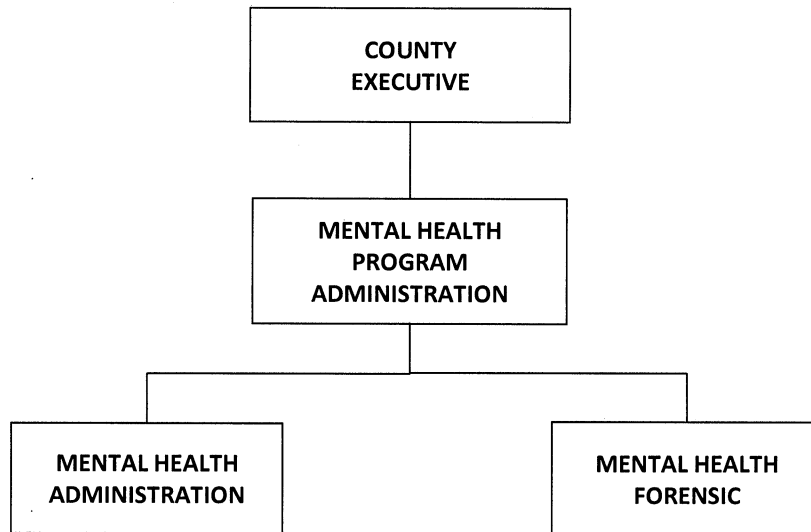 COUNTY
EXECUTIVE
MENTAL HEALTH
PROGRAM
ADMINISTRATION
MENTAL HEALTH
ADMINISTRATION
MENTAL HEALTH
FORENSIC